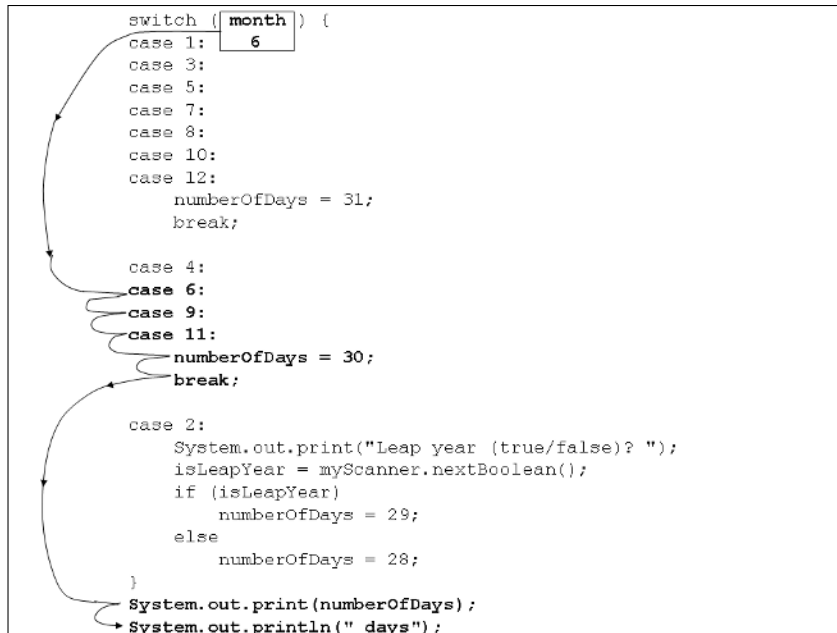 switch ( month ) {
case 1: 6
case 3:
case 5:
case 7:
case 8:
case 10:
case 12:
numberOfDays = 31;
break;
case 4:
case 6:
case 9:
case 11:
numberOfDays = 30;
break;
case 2:
System.out.print("Leap year (true/false)? ");
isLeapYear = myScanner.nextBoolean();
if (isLeapYear)
numberOfDays = 29;
else
numberOfDays = 28;
}
System.out.print(numberOfDays);
System.out.println(" days");